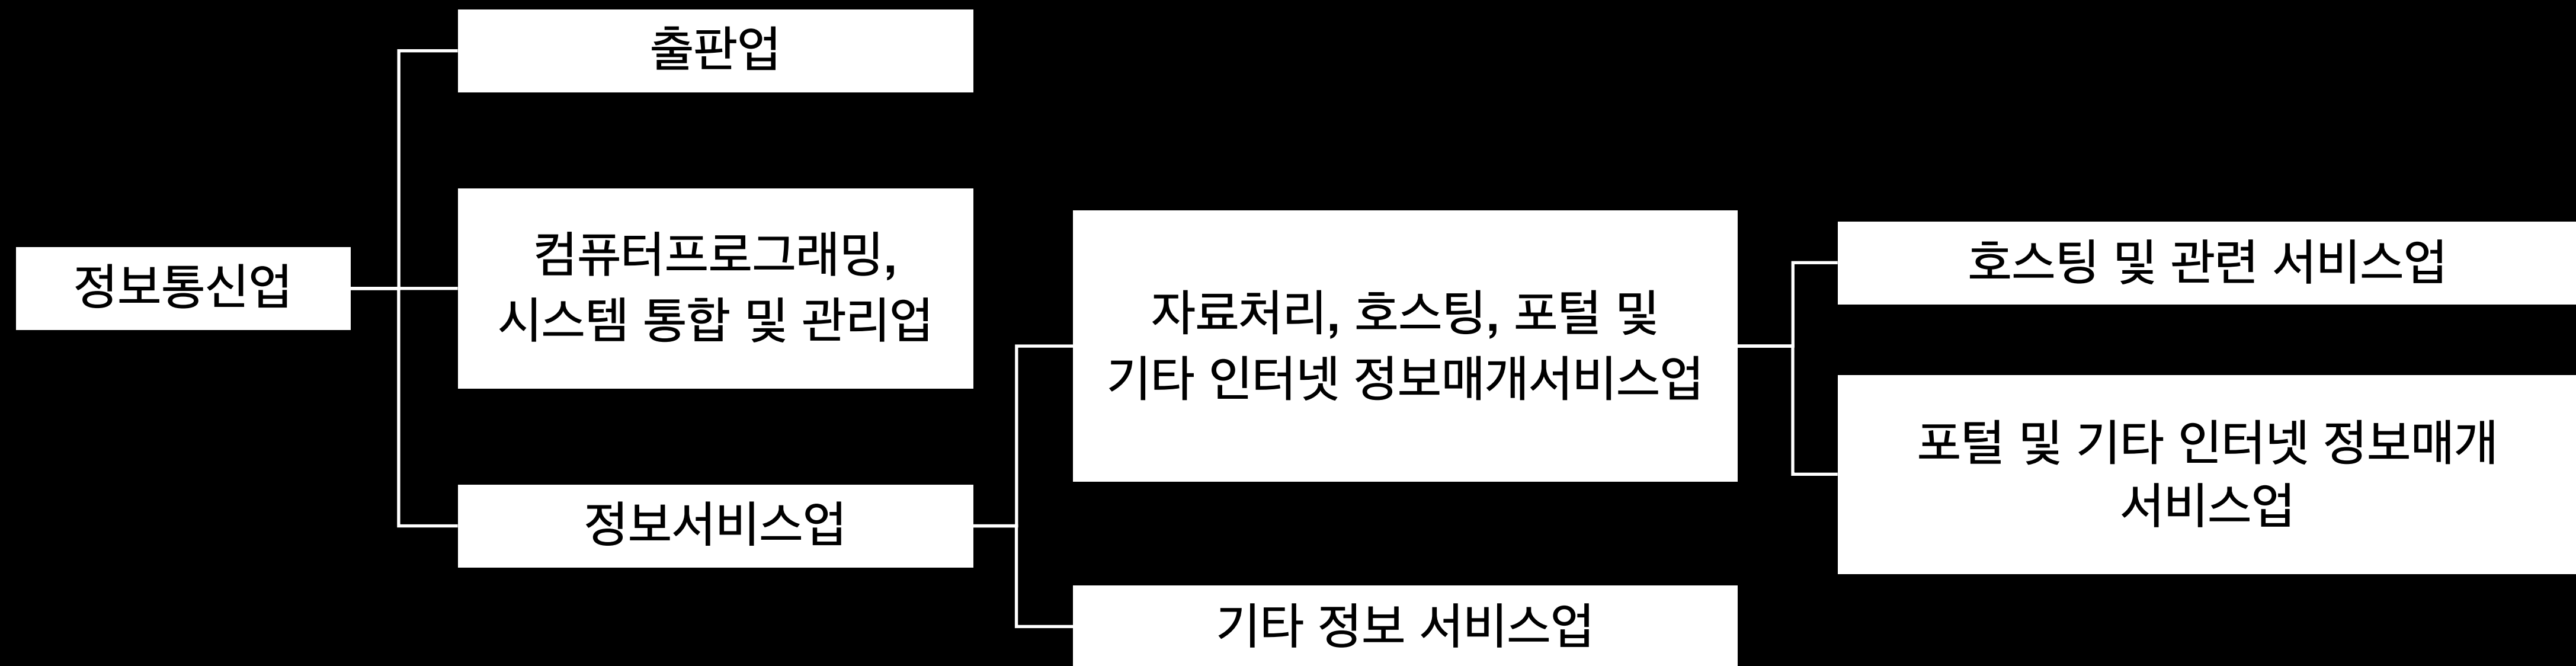 출판업
정보통신업
컴퓨터프로그래밍,
시스템 통합 및 관리업
정보서비스업
자료처리, 호스팅, 포털 및
기타 인터넷 정보매개서비스업
기타 정보 서비스업
호스팅 및 관련 서비스업
포털 및 기타 인터넷 정보매개
서비스업